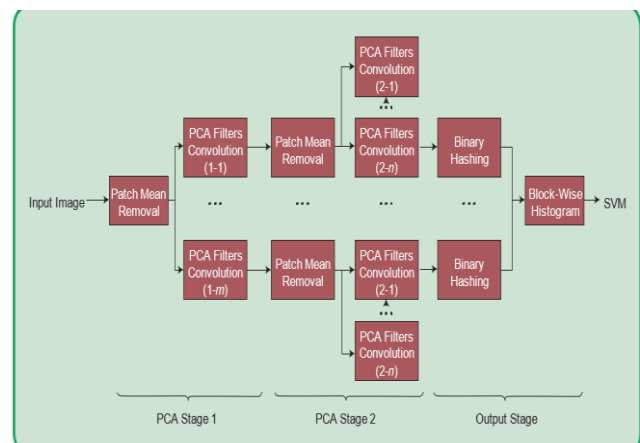 PCA Filters
Convolution
(2-1)
...
PCA Filters
Convolution
(1-1)
Patch Mean
Removal
PCA Filters
Convolution
(2-n)
Binary
Hashing
Input Image
Patch Mean
Removal
...
...
...
...
Block-Wise
Histogram
SVM
PCA Filters
Convolution
(1-m)
Patch Mean
Removal
PCA Filters
Convolution
(2-1)
Binary
Hashing
...
PCA Filters
Convolution
(2-n)
PCA Stage 1
PCA Stage 2
Output Stage